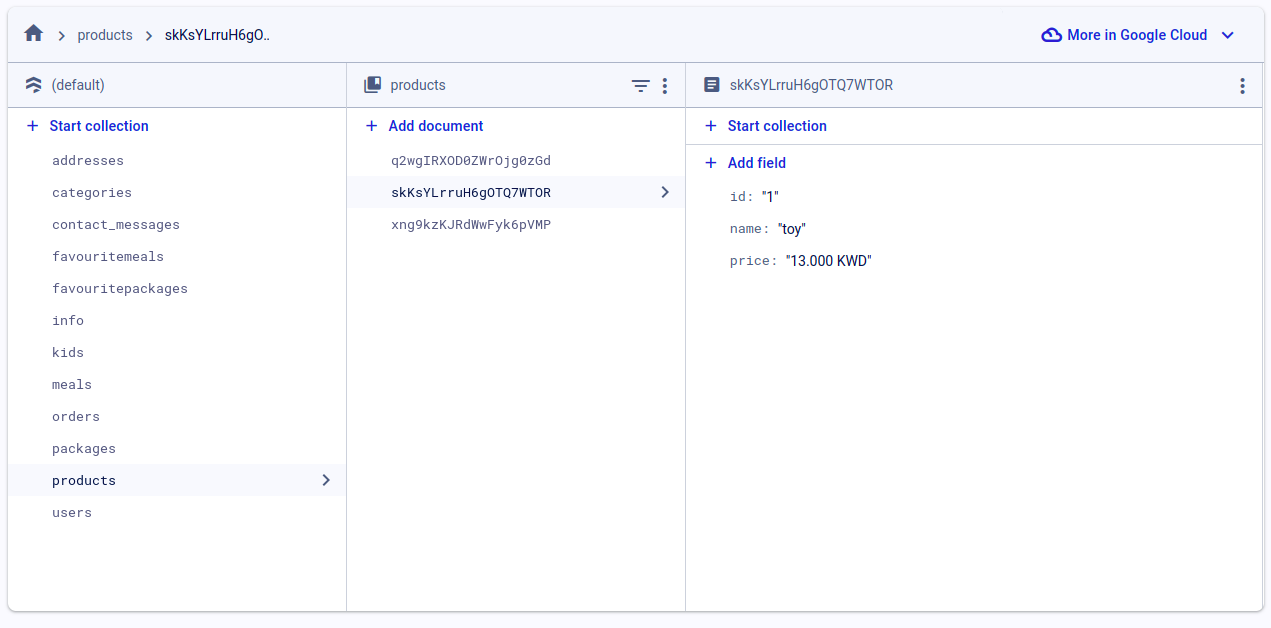 products skKsYLrruH6gO.. More in Google Cloud
(default)
Start collection
addresses
categories
contact_messages
favouritemeals
favouritepackages
info
kids
meals
orders
packages
products
users
products
Add document
q2wgIRXOD0ZWrOjg0zGd
skKsYLrruH6gOTQ7WTOR
xng9kzKJRdWwFyk6pVMP
skKsYLrruH6gOTQ7WTOR
Start collection
Add field
id: "1"
name: "toy"
price: "13.000 KWD"